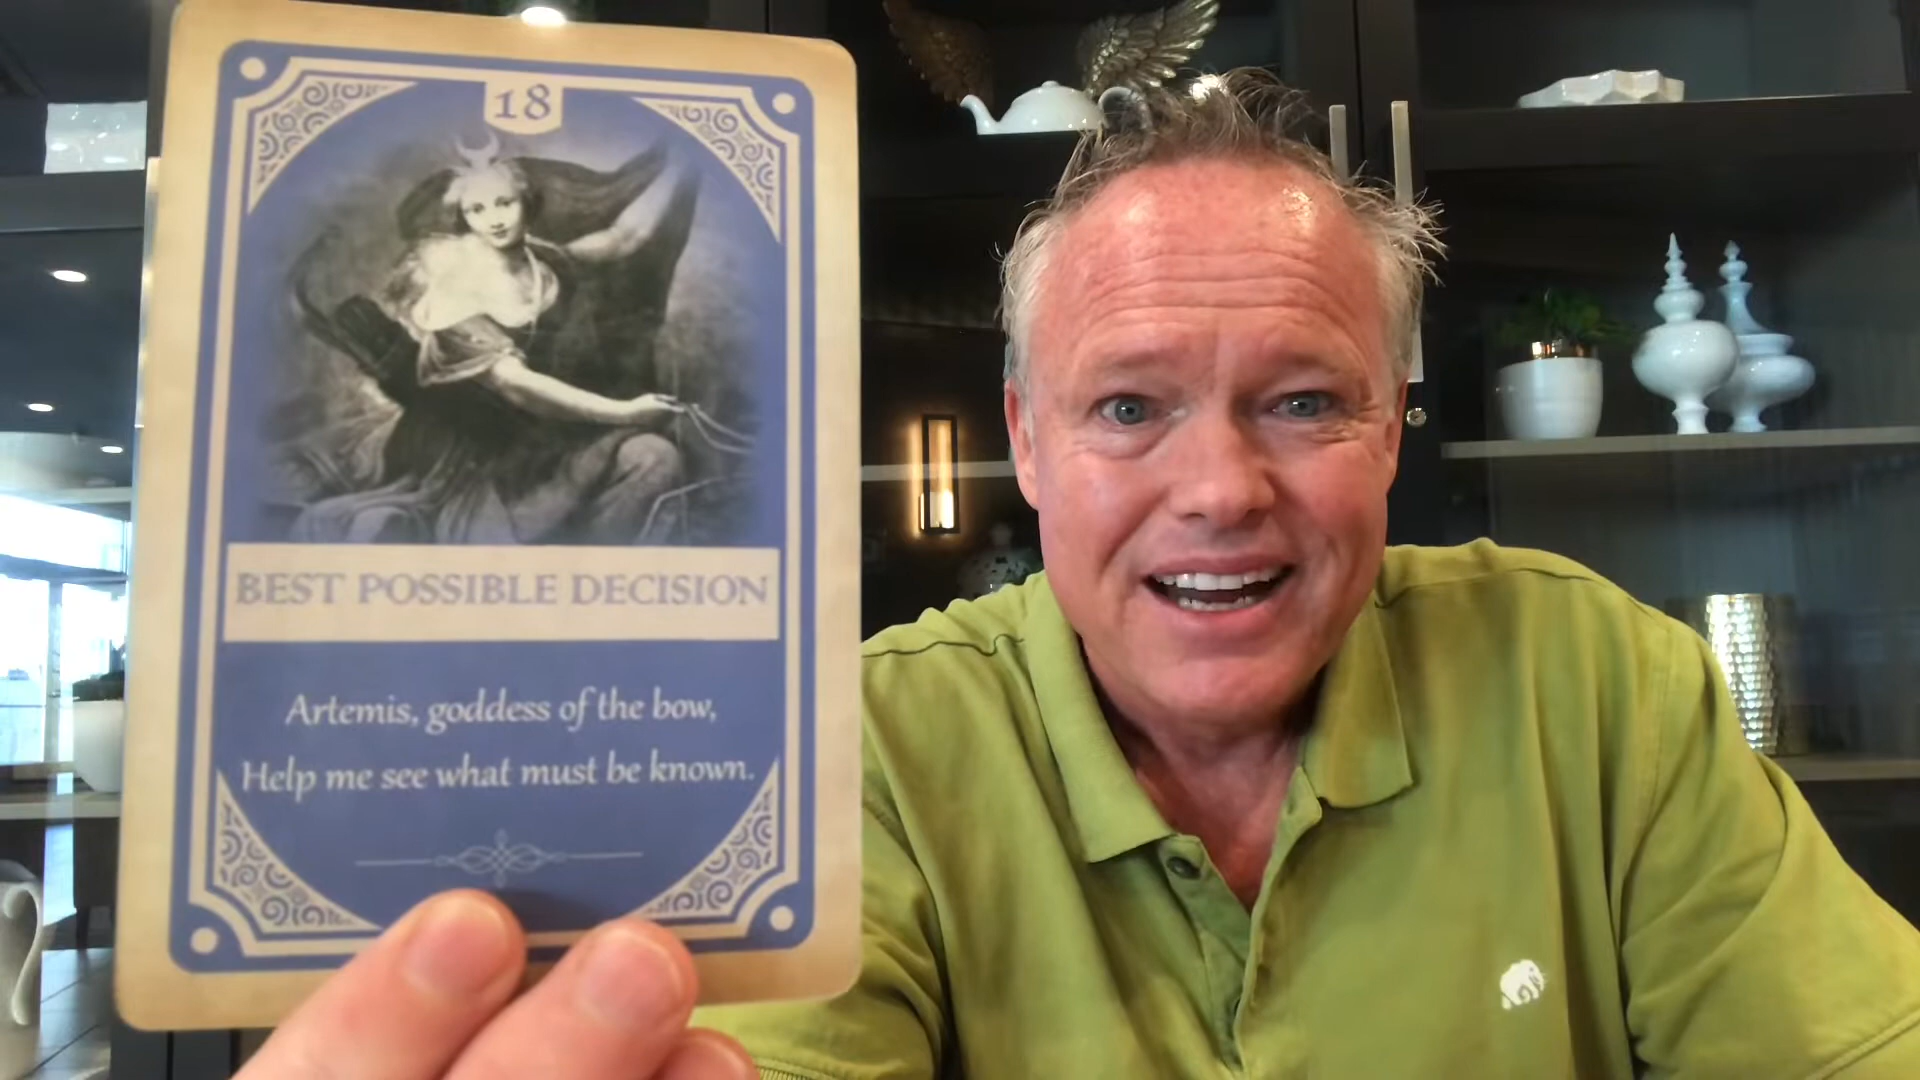 18
BEST POSSIBLE DECISION
Artemis, goddess of the bow,
Help me see what must be known.